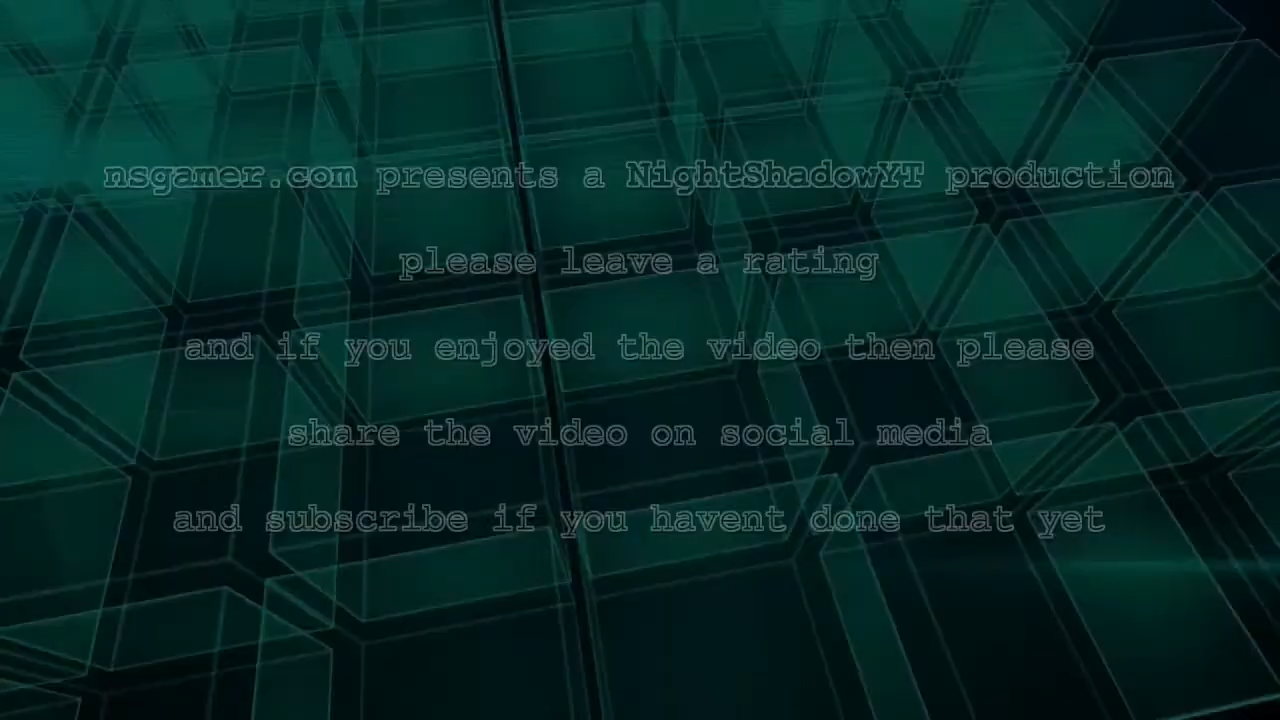 nsgamer.com presents a NightShadowYT production
please leave a rating
and if you enjoyed the video then please
share the video on social media
and subscribe if you havent done that yet